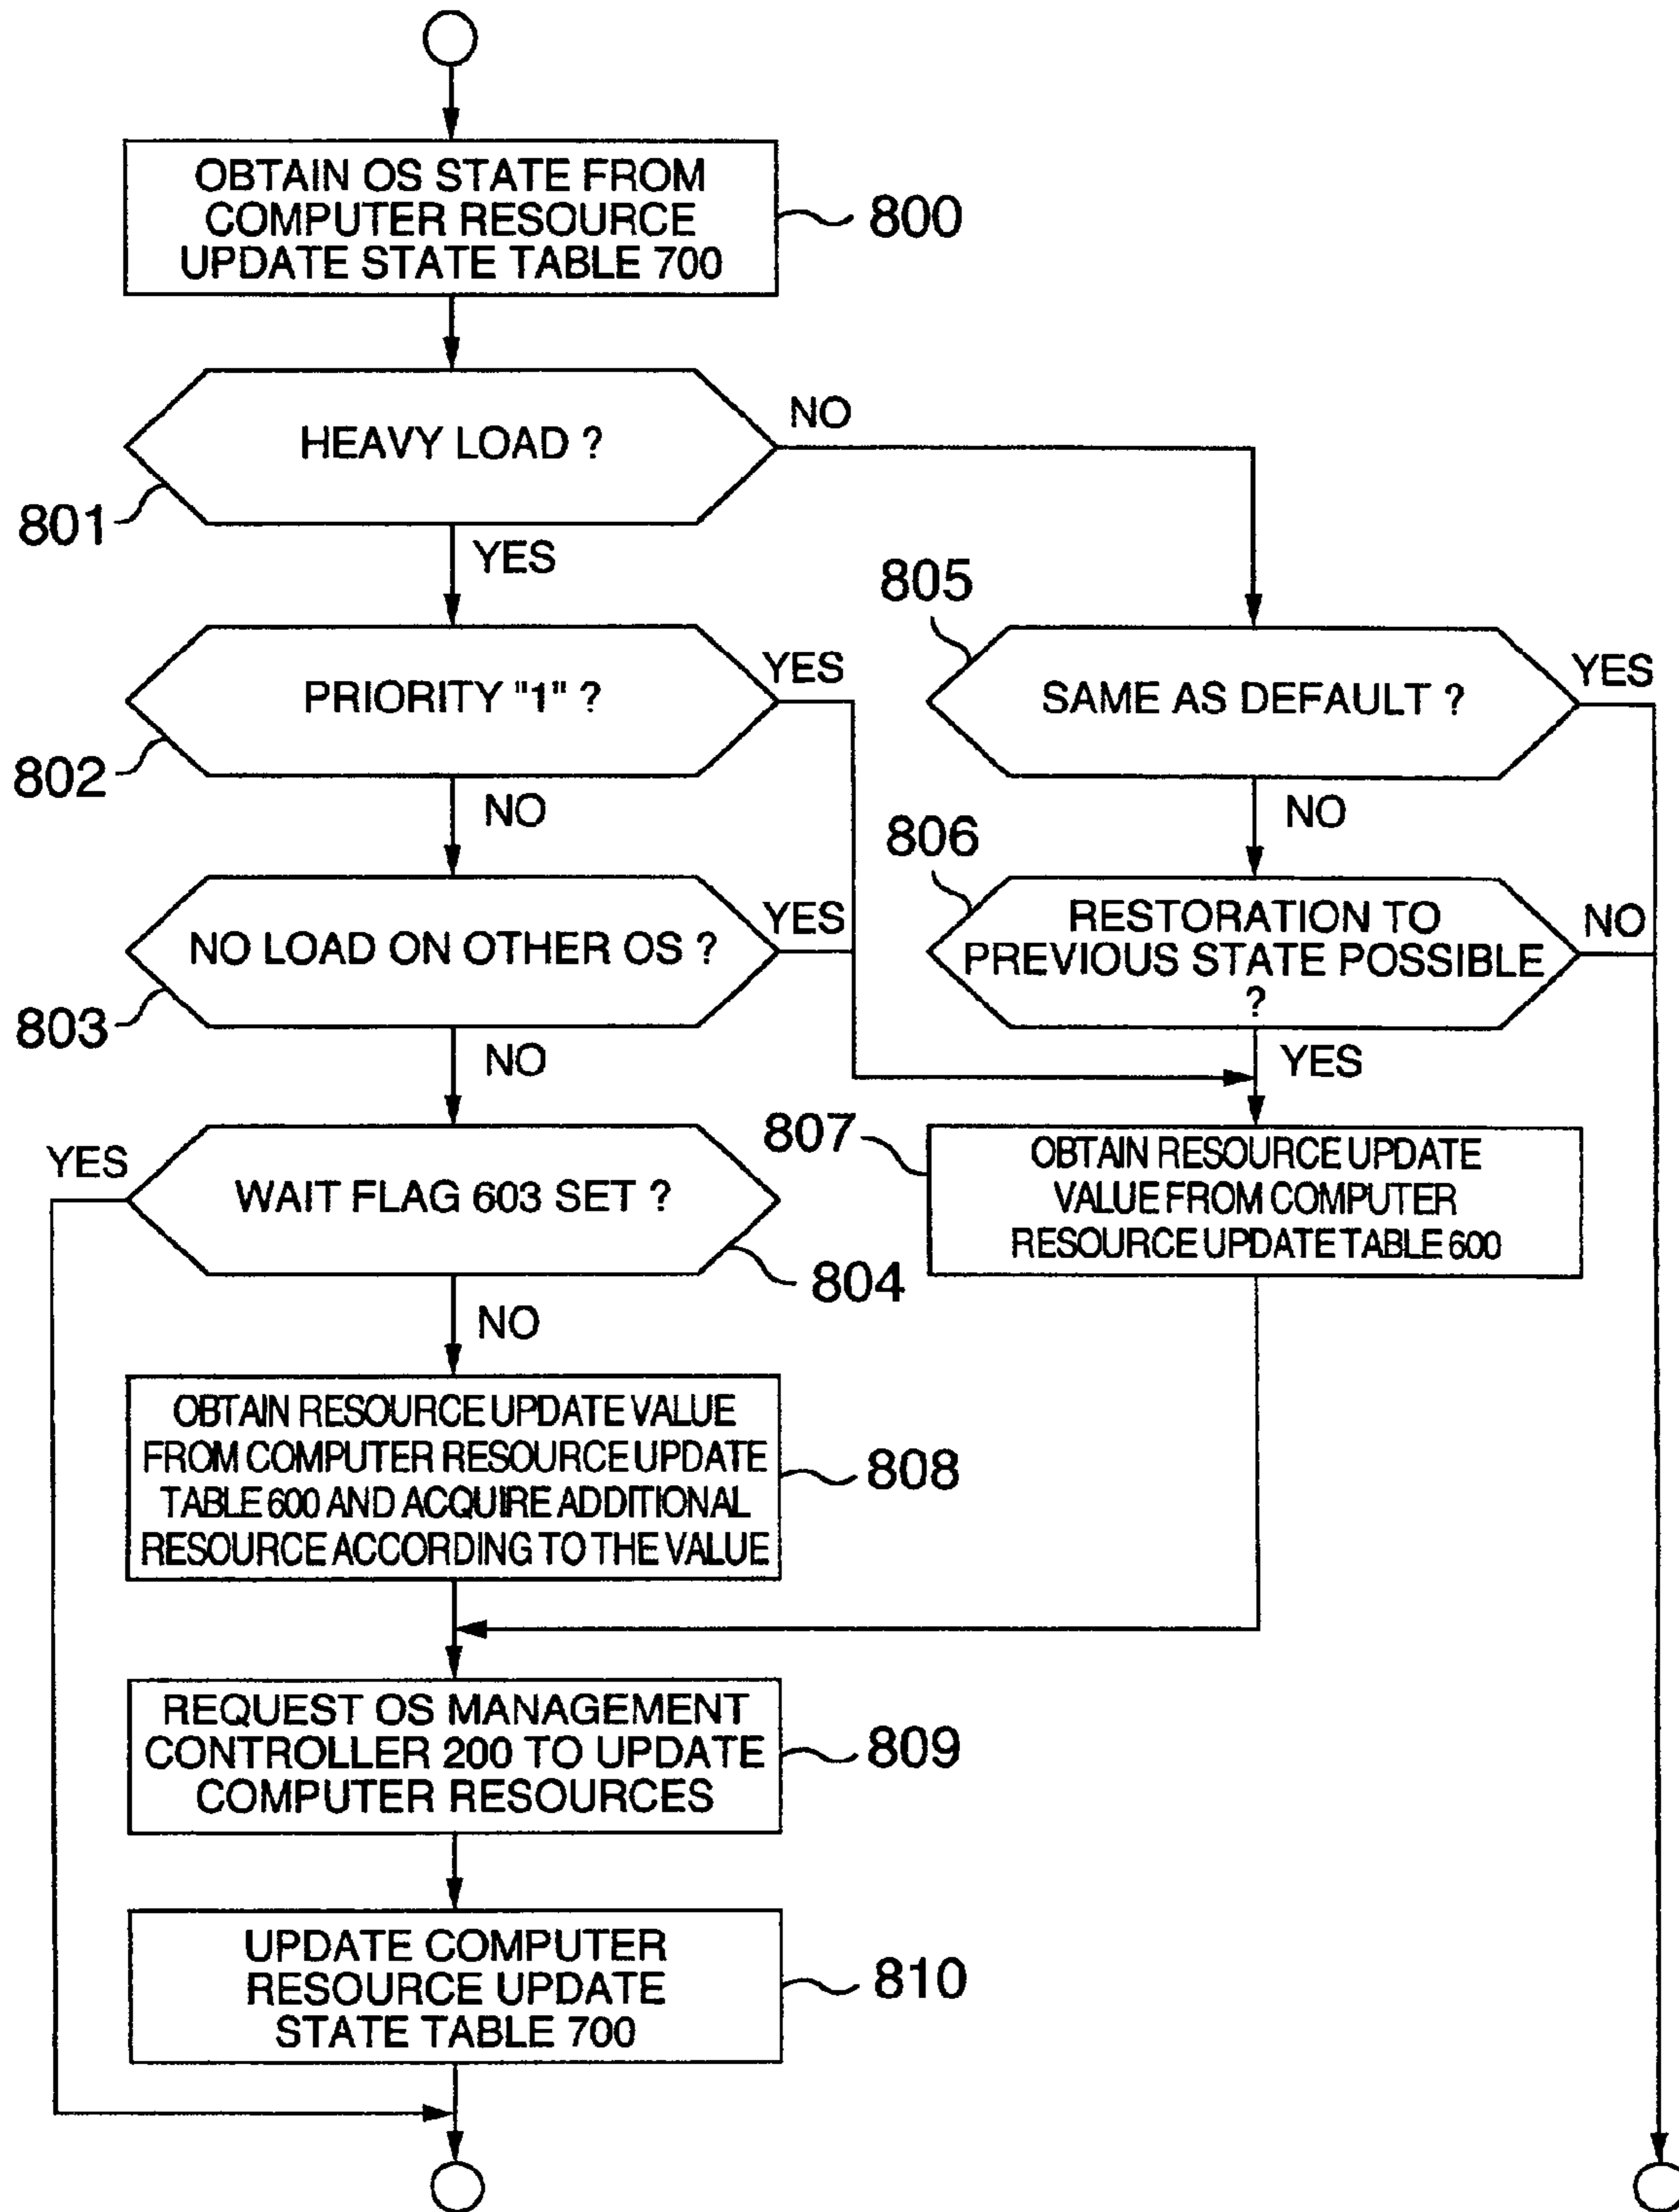 OBTAIN OS STATE FROM
COMPUTER RESOURCE
UPDATE STATE TABLE 700
800
HEAVY LOAD ?
NO
801
YES
805
PRIORITY "1" ?
YES
SAME AS DEFAULT ?
YES
802
NO
NO
806
NO LOAD ON OTHER OS ?
YES
RESTORATION TO
PREVIOUS STATE POSSIBLE
?
NO
803
NO
YES
YES
WAIT FLAG 603 SET ?
804
807
OBTAIN RESOURCE UPDATE
VALUE FROM COMPUTER
RESOURCE UPDATE TABLE 600
NO
OBTAIN RESOURCE UPDATE VALUE
FROM COMPUTER RESOURCE UPDATE
TABLE 600 AND ACQUIRE ADDITIONAL
RESOURCE ACCORDING TO THE VALUE
808
REQUEST OS MANAGEMENT
CONTROLLER 200 TO UPDATE
COMPUTER RESOURCES
809
UPDATE COMPUTER
RESOURCE UPDATE
STATE TABLE 700
810